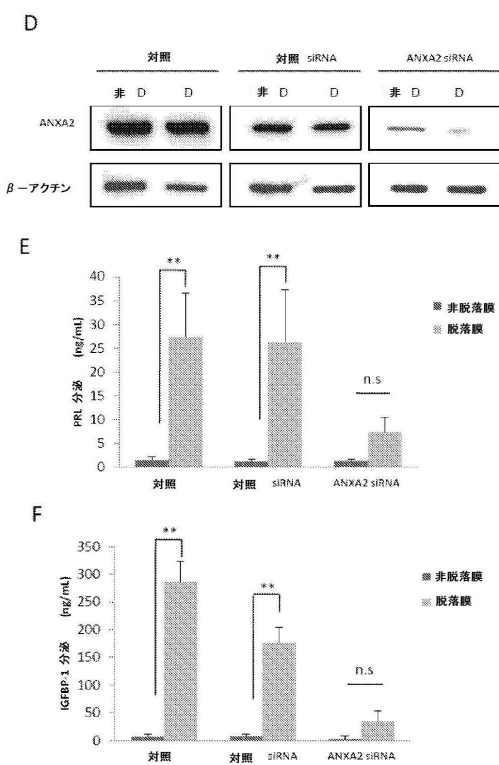 D
対照 対照 siRNA ANXA2 siRNA
非 D D 非 D D 非 D D
ANXA2
β-アクチン
E
** **
40
35
30
25
20
15
10
5
0
PRL 分泌 (ng/mL)
非脱落膜
脱落膜
n.s
対照 対照 siRNA ANXA2 siRNA
F
350
300
250
200
150
100
50
0
IGFBP-1 分泌 (ng/mL)
**
**
非脱落膜
脱落膜
n.s
対照 対照 siRNA ANXA2 siRNA